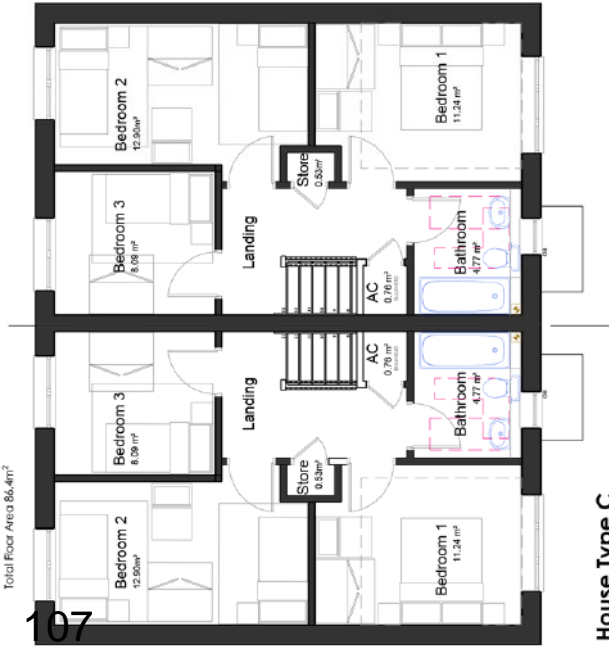 Total Floor Area 86.4m²
Bedroom 2
12.90m²
Bedroom 1
11.24 m²
Store
0.53m²
Bedroom 3
8.09 m²
Landing
AC
0.76 m²
Bathroom
4.77 m²
Bedroom 3
8.09 m²
Landing
AC
0.76 m²
Bathroom
4.77 m²
Store
0.53m²
Bedroom 2
12.90m²
Bedroom 1
11.24 m²
107
House Type C